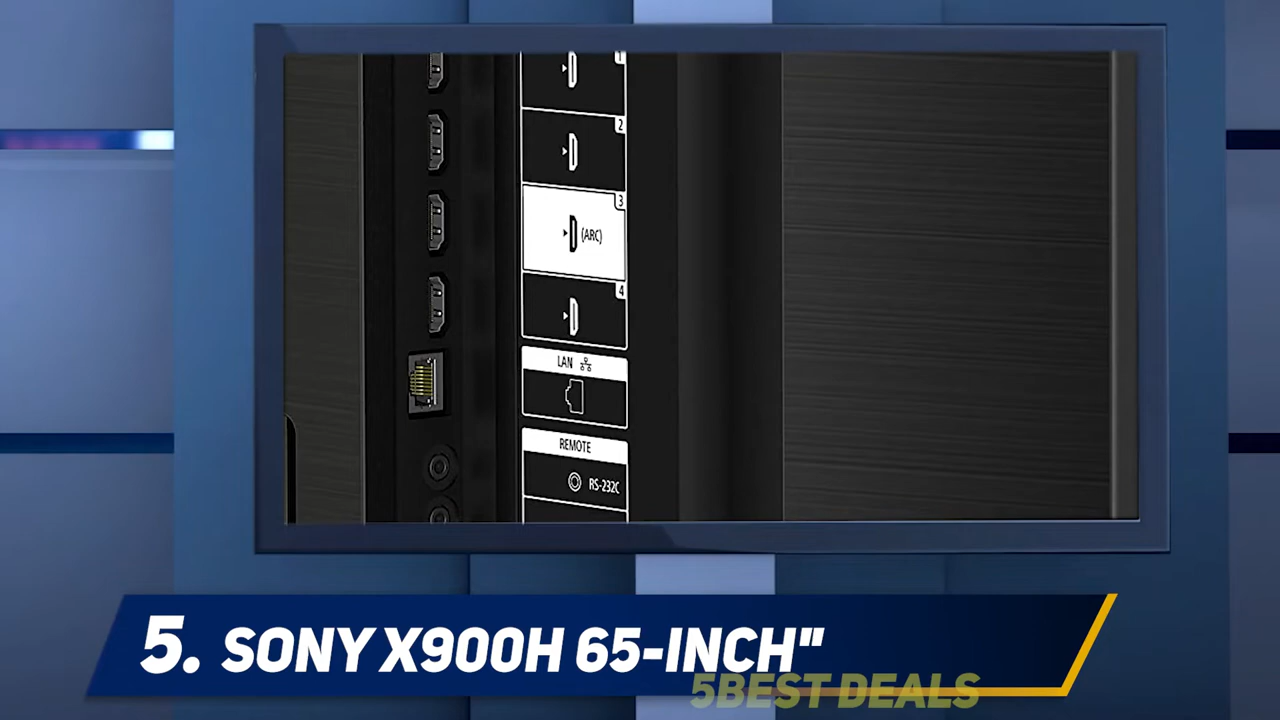 1
2
3
(ARC)
4
LAN
REMOTE
RS-232C
5. SONY X900H 65-INCH"
5BEST DEALS